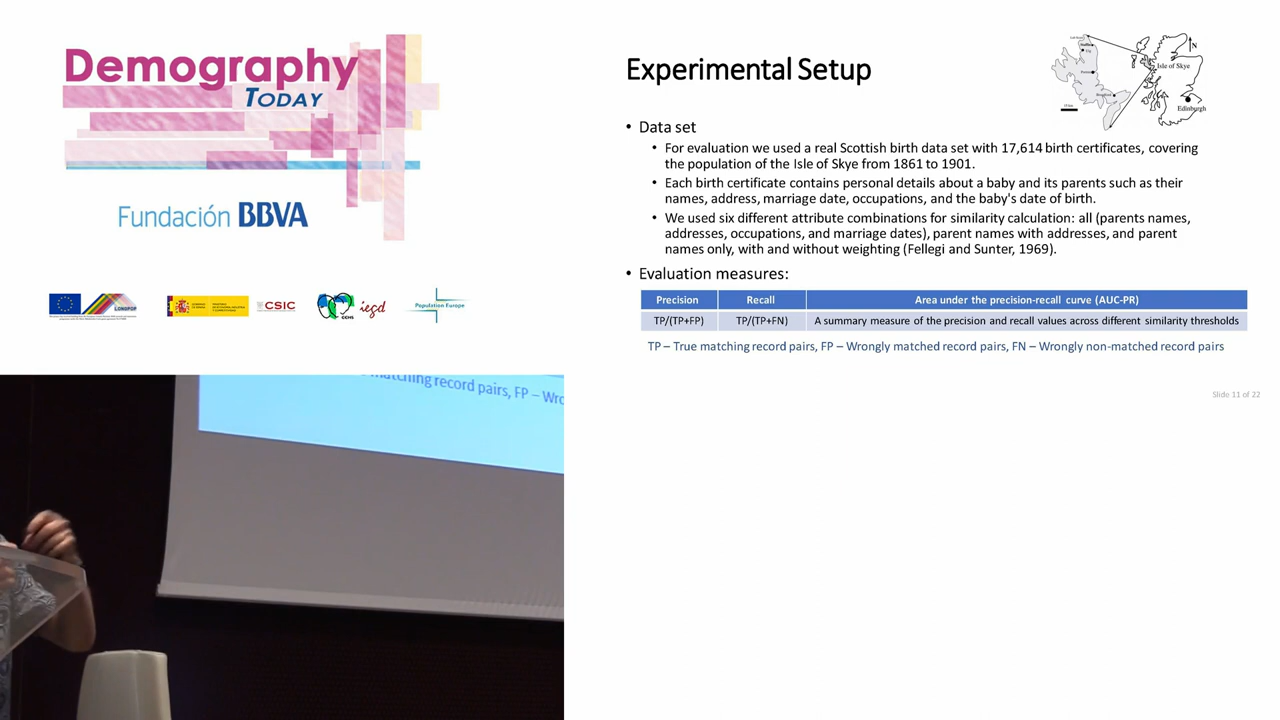 Demography
TODAY
Fundación BBVA
LONGPOP
CSIC
CCHS
iegd
Population Europe
Experimental Setup
N
Isle of Skye
Edinburgh
• Data set
• For evaluation we used a real Scottish birth data set with 17,614 birth certificates, covering
the population of the Isle of Skye from 1861 to 1901.
• Each birth certificate contains personal details about a baby and its parents such as their
names, address, marriage date, occupations, and the baby's date of birth.
• We used six different attribute combinations for similarity calculation: all (parents names,
addresses, occupations, and marriage dates), parent names with addresses, and parent
names only, with and without weighting (Fellegi and Sunter, 1969).
• Evaluation measures:
Precision Recall Area under the precision-recall curve (AUC-PR)
TP/(TP+FP) TP/(TP+FN) A summary measure of the precision and recall values across different similarity thresholds
TP – True matching record pairs, FP – Wrongly matched record pairs, FN – Wrongly non-matched record pairs
Slide 11 of 22
matching record pairs, FP – Wro